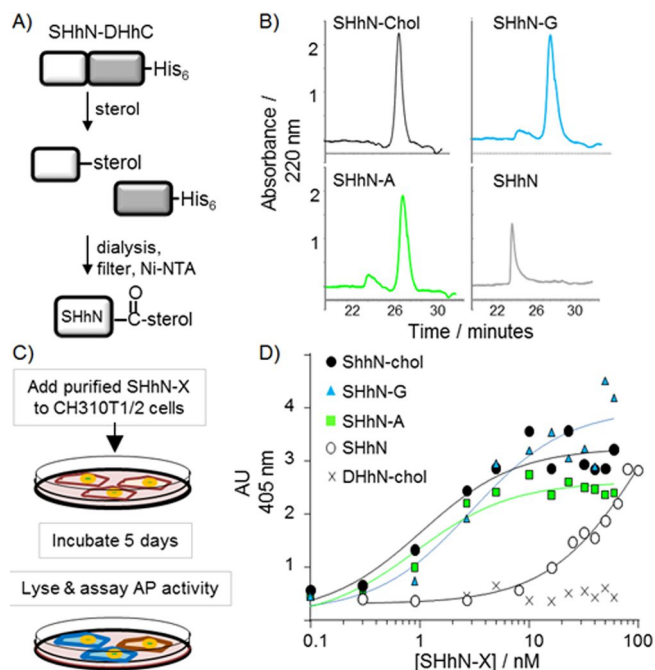 A)
SHhN-DHhC
His6
sterol
sterol
His6
dialysis,
filter, Ni-NTA
SHhN
O
C-sterol
B)
SHhN-Chol
SHhN-G
2
1
Absorbance /
220 nm
SHhN-A
SHhN
2
1
22 26 30
22 26 30
Time / minutes
C)
Add purified SHhN-X
to CH310T1/2 cells
Incubate 5 days
Lyse & assay AP activity
D)
ShhN-chol
ShhN-G
SHhN-A
SHhN
DHhN-chol
4
3
2
1
AU
405 nm
0.1 1 10 100
[SHhN-X] / nM